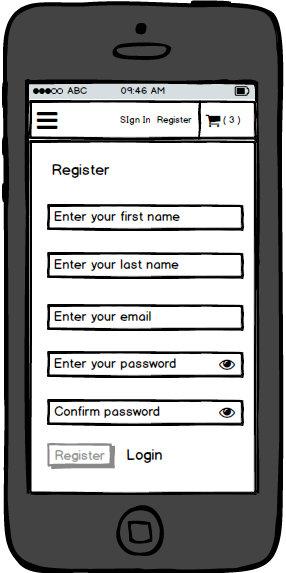 ABC 09:46 AM
SIgn In Register ( 3 )
Register
Enter your first name
Enter your last name
Enter your email
Enter your password
Confirm password
Register Login